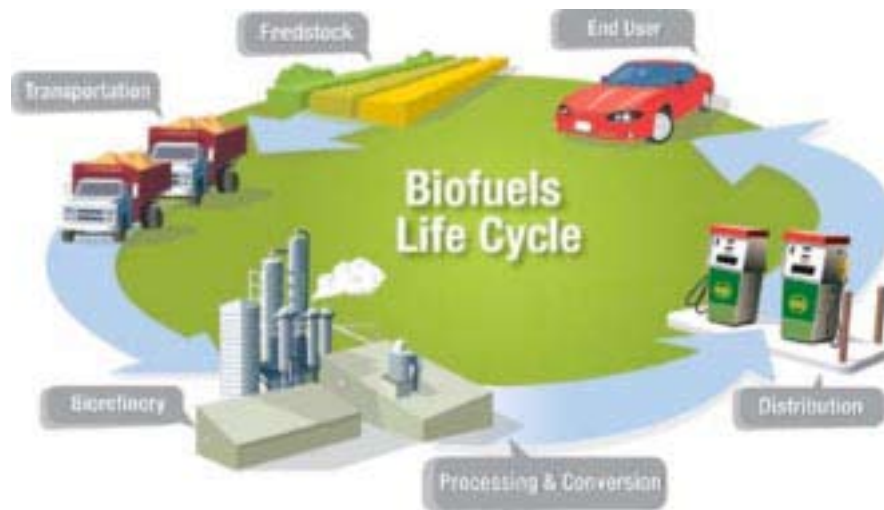 Feedstock
End User
Transportation
Biofuels
Life Cycle
Biorefinery
Distribution
Processing & Conversion